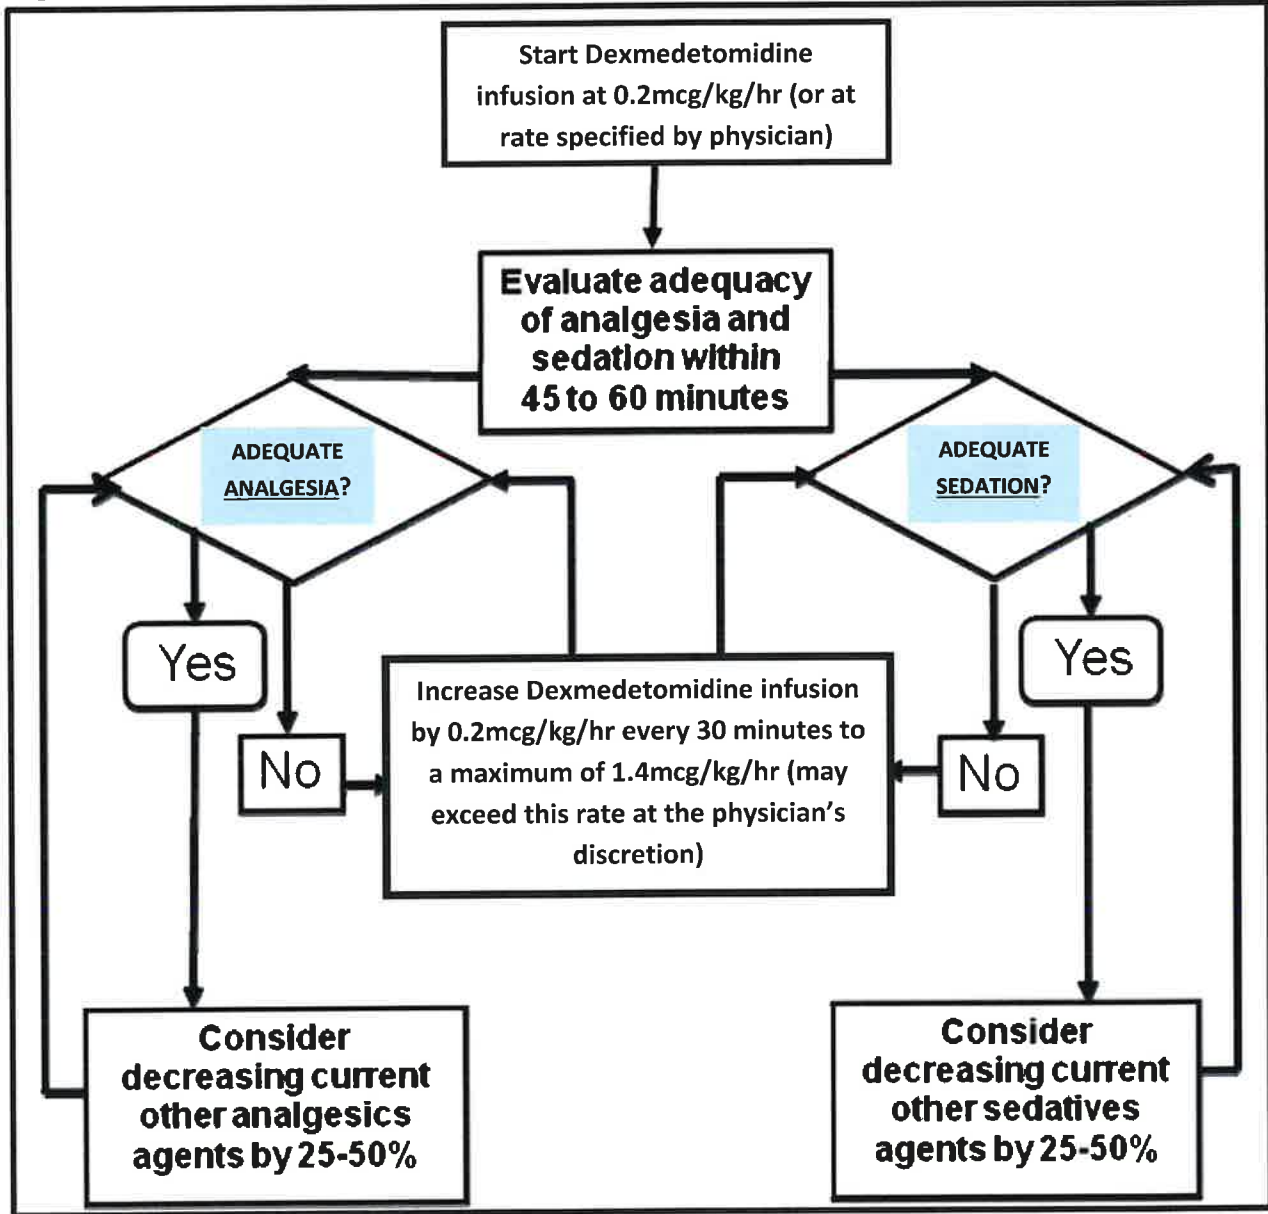 Start Dexmedetomidine
infusion at 0.2mcg/kg/hr (or at
rate specified by physician)
Evaluate adequacy
of analgesia and
sedation within
45 to 60 minutes
ADEQUATE
ANALGESIA?
ADEQUATE
SEDATION?
Yes
No
Increase Dexmedetomidine infusion
by 0.2mcg/kg/hr every 30 minutes to
a maximum of 1.4mcg/kg/hr (may
exceed this rate at the physician's
discretion)
Yes
No
Consider
decreasing current
other analgesics
agents by 25-50%
Consider
decreasing current
other sedatives
agents by 25-50%